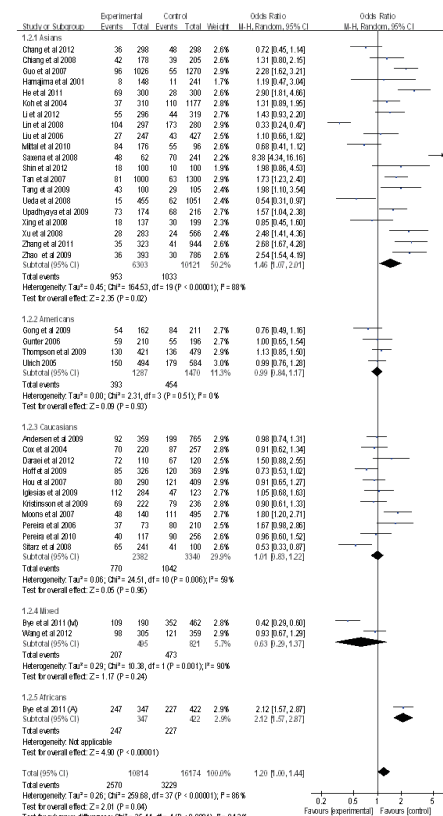 Experimental Control Odds Ratio Odds Ratio
Study or Subgroup Events Total Events Total Weight M-H, Random, 95% CI M-H, Random, 95% CI
1.2.1 Asians
Chang et al 2012 36 298 48 298 2.6% 0.72 [0.45, 1.14]
Chiang et al 2008 42 178 39 205 2.5% 1.31 [0.80, 2.15]
Guo et al 2007 96 1026 55 1270 2.8% 2.28 [1.62, 3.21]
Hamajima et al 2001 8 148 11 241 1.5% 1.19 [0.47, 3.04]
He et al 2011 69 300 28 300 2.5% 2.90 [1.81, 4.66]
Koh et al 2004 37 310 110 1177 2.7% 1.31 [0.89, 1.95]
Li et al 2012 55 296 44 319 2.6% 1.43 [0.93, 2.20]
Lin et al 2008 104 297 173 280 2.8% 0.33 [0.24, 0.47]
Liu et al 2006 27 247 43 427 2.5% 1.10 [0.66, 1.82]
Mittal et al 2010 84 176 55 96 2.4% 0.68 [0.41, 1.12]
Saxena et al 2008 48 62 70 241 2.1% 8.38 [4.34, 16.16]
Shin et al 2012 18 100 10 100 1.7% 1.98 [0.86, 4.53]
Tan et al 2007 81 1000 63 1300 2.8% 1.73 [1.23, 2.43]
Tang et al 2009 43 100 29 105 2.2% 1.98 [1.10, 3.54]
Ueda et al 2008 15 455 62 1051 2.3% 0.54 [0.31, 0.97]
Upadhyaya et al 2009 73 174 68 216 2.6% 1.57 [1.04, 2.38]
Xing et al 2008 18 137 30 199 2.1% 0.85 [0.45, 1.60]
Xu et al 2008 28 283 24 566 2.3% 2.48 [1.41, 4.36]
Zhang et al 2011 35 323 41 944 2.6% 2.68 [1.67, 4.28]
Zhao et al 2009 36 393 30 786 2.5% 2.54 [1.54, 4.19]
Subtotal (95% CI) 6303 10121 50.2% 1.46 [1.07, 2.01]
Total events 953 1033
Heterogeneity: Tau² = 0.45; Chi² = 164.53, df = 19 (P < 0.00001); I² = 88%
Test for overall effect: Z = 2.35 (P = 0.02)
1.2.2 Americans
Gong et al 2009 54 162 84 211 2.7% 0.76 [0.49, 1.16]
Gunter 2006 59 210 55 196 2.7% 1.00 [0.65, 1.54]
Thompson et al 2009 130 421 136 479 2.9% 1.13 [0.85, 1.50]
Ulrich 2005 150 494 179 584 3.0% 0.99 [0.76, 1.28]
Subtotal (95% CI) 1287 1470 11.3% 0.99 [0.84, 1.17]
Total events 393 454
Heterogeneity: Tau² = 0.00; Chi² = 2.31, df = 3 (P = 0.51); I² = 0%
Test for overall effect: Z = 0.09 (P = 0.93)
1.2.3 Caucasians
Andersen et al 2009 92 359 199 765 2.9% 0.98 [0.74, 1.31]
Cox et al 2004 70 220 87 257 2.7% 0.91 [0.62, 1.34]
Daraei et al 2012 72 110 67 120 2.4% 1.50 [0.88, 2.55]
Hoff et al 2009 85 326 120 369 2.8% 0.73 [0.53, 1.02]
Hou et al 2007 80 290 121 409 2.8% 0.91 [0.65, 1.27]
Iglesias et al 2009 112 284 47 123 2.6% 1.05 [0.68, 1.63]
Kristinsson et al 2009 69 222 79 236 2.7% 0.90 [0.61, 1.33]
Moons et al 2007 48 140 111 495 2.7% 1.80 [1.20, 2.71]
Pereira et al 2006 37 73 80 210 2.4% 1.67 [0.98, 2.86]
Pereira et al 2010 40 117 90 256 2.6% 0.96 [0.60, 1.52]
Sitarz et al 2008 65 241 41 100 2.5% 0.53 [0.33, 0.87]
Subtotal (95% CI) 2382 3340 29.9% 1.01 [0.83, 1.22]
Total events 770 1042
Heterogeneity: Tau² = 0.06; Chi² = 24.51, df = 10 (P = 0.006); I² = 59%
Test for overall effect: Z = 0.05 (P = 0.96)
1.2.4 Mixed
Bye et al 2011 (M) 109 190 352 462 2.8% 0.42 [0.29, 0.60]
Wang et al 2012 98 305 121 359 2.9% 0.93 [0.67, 1.29]
Subtotal (95% CI) 495 821 5.7% 0.63 [0.29, 1.37]
Total events 207 473
Heterogeneity: Tau² = 0.29; Chi² = 10.38, df = 1 (P = 0.001); I² = 90%
Test for overall effect: Z = 1.17 (P = 0.24)
1.2.5 Africans
Bye et al 2011 (A) 247 347 227 422 2.9% 2.12 [1.57, 2.87]
Subtotal (95% CI) 347 422 2.9% 2.12 [1.57, 2.87]
Total events 247 227
Heterogeneity: Not applicable
Test for overall effect: Z = 4.90 (P < 0.00001)
Total (95% CI) 10814 16174 100.0% 1.20 [1.00, 1.44]
Total events 2570 3229
Heterogeneity: Tau² = 0.26; Chi² = 259.68, df = 37 (P < 0.00001); I² = 86%
Test for overall effect: Z = 2.01 (P = 0.04)
0.2 0.5 1 2 5
Favours [experimental] Favours [control]